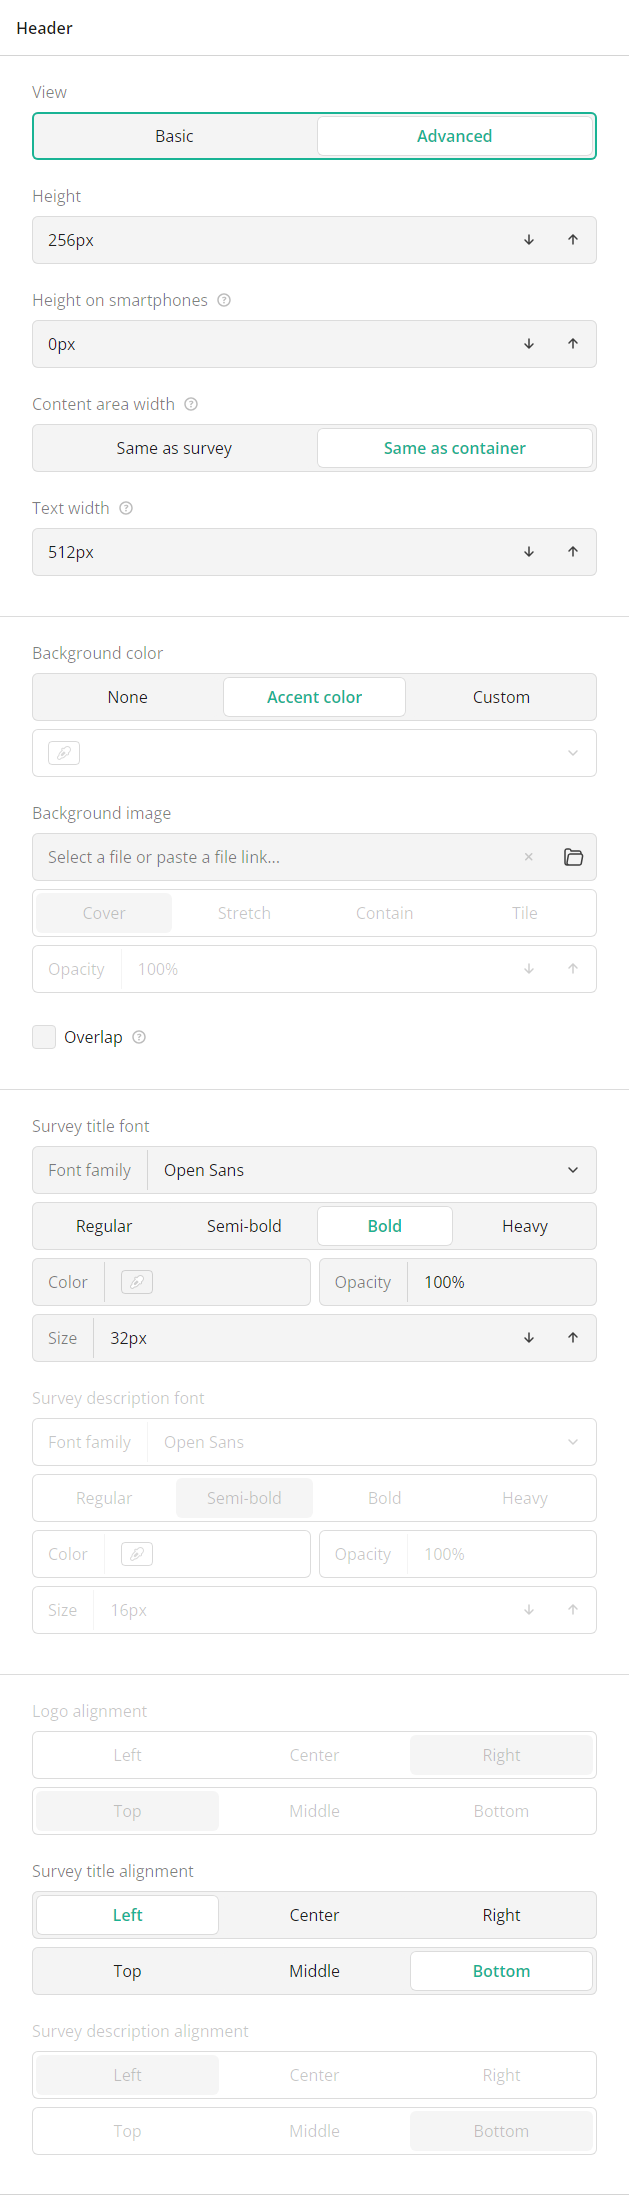 Header
View
Basic Advanced
Height
256px
Height on smartphones
0px
Content area width
Same as survey Same as container
Text width
512px
Background color
None Accent color Custom
Background image
Select a file or paste a file link...
Cover Stretch Contain Tile
Opacity 100%
Overlap
Survey title font
Font family Open Sans
Regular Semi-bold Bold Heavy
Color Opacity 100%
Size 32px
Survey description font
Font family Open Sans
Regular Semi-bold Bold Heavy
Color Opacity 100%
Size 16px
Logo alignment
Left Center Right
Top Middle Bottom
Survey title alignment
Left Center Right
Top Middle Bottom
Survey description alignment
Left Center Right
Top Middle Bottom